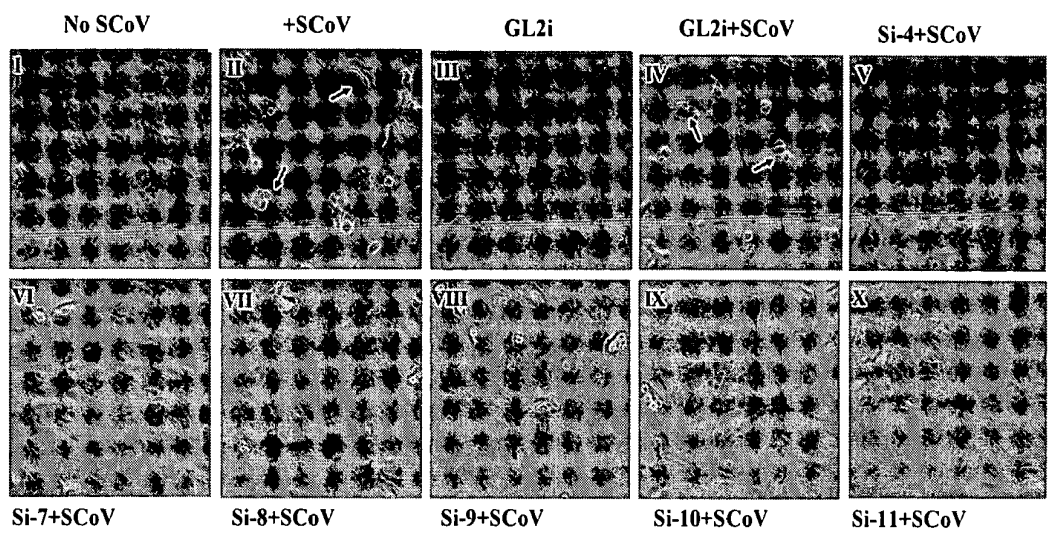 No SCoV +SCoV GL2i GL2i+SCoV Si-4+SCoV
I II III IV V
VI VII VIII IX X
Si-7+SCoV Si-8+SCoV Si-9+SCoV Si-10+SCoV Si-11+SCoV